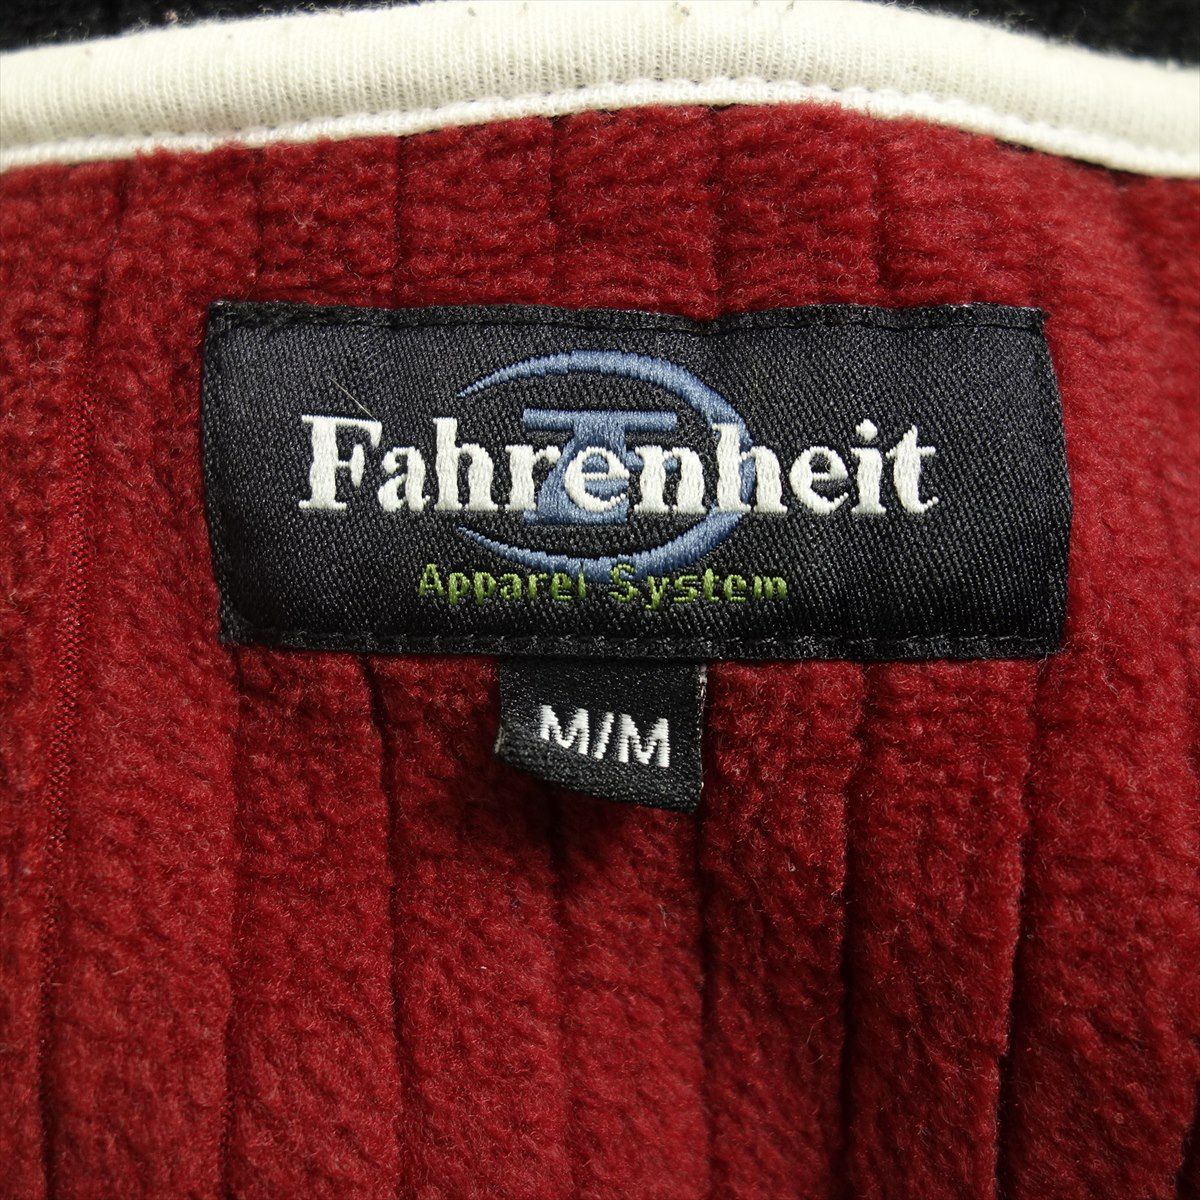 Fahrenheit
Apparel System
M/M